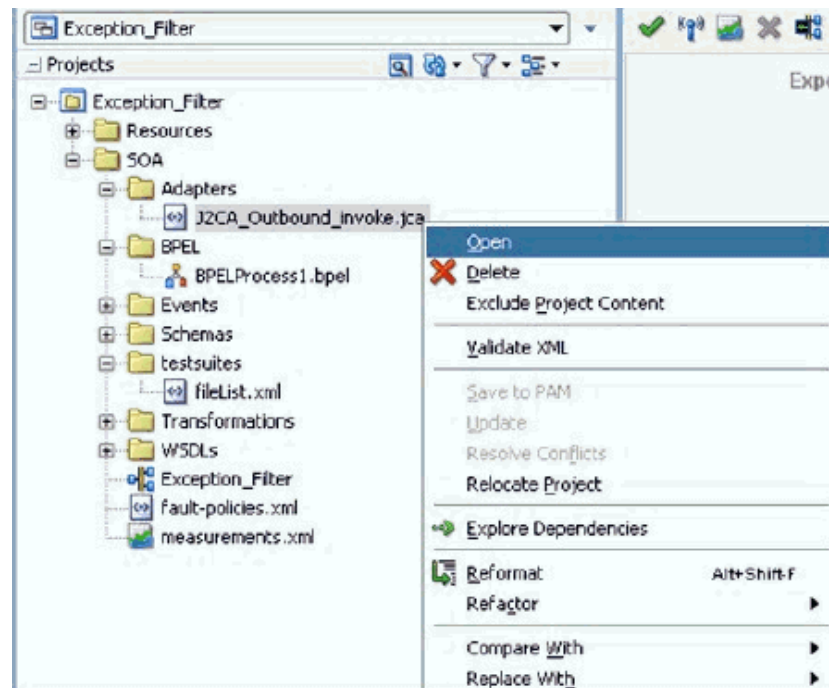 Exception_Filter
Projects
Exception_Filter
Resources
SOA
Adapters
J2CA_Outbound_invoke.jca
BPEL
BPELProcess1.bpel
Events
Schemas
testsuites
fileList.xml
Transformations
WSDLs
Exception_Filter
fault-policies.xml
measurements.xml
Expo
Open
Delete
Exclude Project Content
Validate XML
Save to PAM
Update
Resolve Conflicts
Relocate Project
Explore Dependencies
Reformat Alt+Shift-F
Refactor
Compare With
Replace With